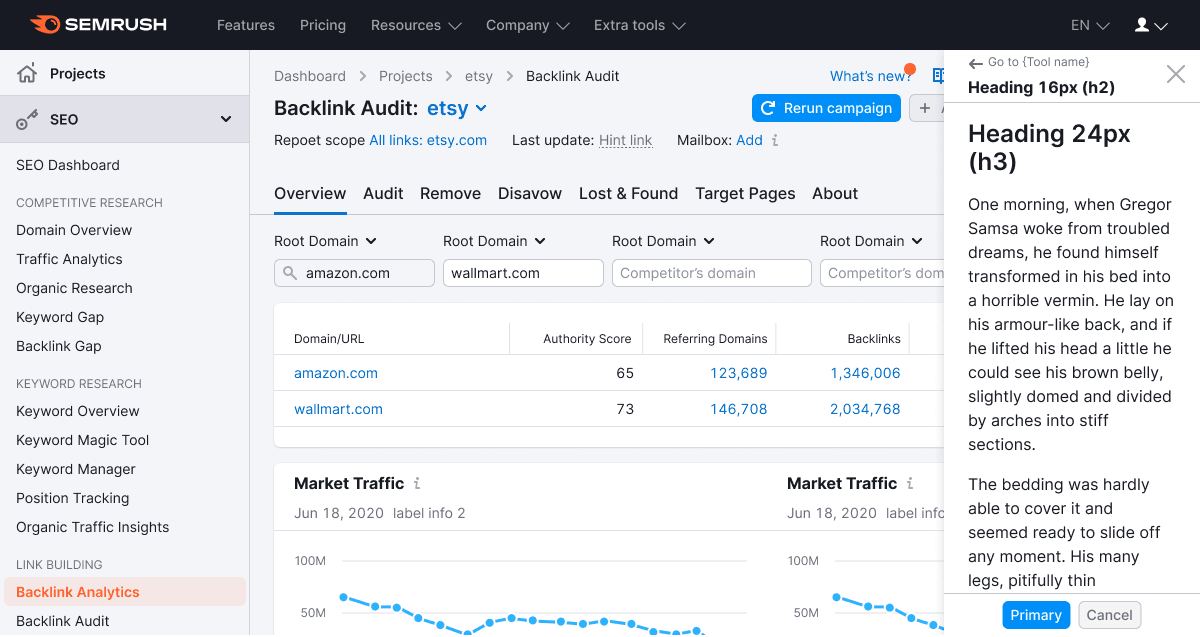 SEMRUSH Features Pricing Resources Company Extra tools EN
Projects
SEO
SEO Dashboard
COMPETITIVE RESEARCH
Domain Overview
Traffic Analytics
Organic Research
Keyword Gap
Backlink Gap
KEYWORD RESEARCH
Keyword Overview
Keyword Magic Tool
Keyword Manager
Position Tracking
Organic Traffic Insights
LINK BUILDING
Backlink Analytics
Backlink Audit
Dashboard Projects etsy Backlink Audit What's new?
Backlink Audit: etsy Rerun campaign
Repoet scope All links: etsy.com Last update: Hint link Mailbox: Add i
Overview Audit Remove Disavow Lost & Found Target Pages About
Root Domain Root Domain Root Domain Root Domain
amazon.com wallmart.com Competitor's domain Competitor's dom
Domain/URL Authority Score Referring Domains Backlinks
amazon.com 65 123,689 1,346,006
wallmart.com 73 146,708 2,034,768
Market Traffic i Market Traffic i
Jun 18, 2020 label info 2 Jun 18, 2020 label info
100M 100M
50M 50M
Go to {Tool name}
Heading 16px (h2)
Heading 24px
(h3)
One morning, when Gregor
Samsa woke from troubled
dreams, he found himself
transformed in his bed into
a horrible vermin. He lay on
his armour-like back, and if
he lifted his head a little he
could see his brown belly,
slightly domed and divided
by arches into stiff
sections.
The bedding was hardly
able to cover it and
seemed ready to slide off
any moment. His many
legs, pitifully thin
Primary Cancel